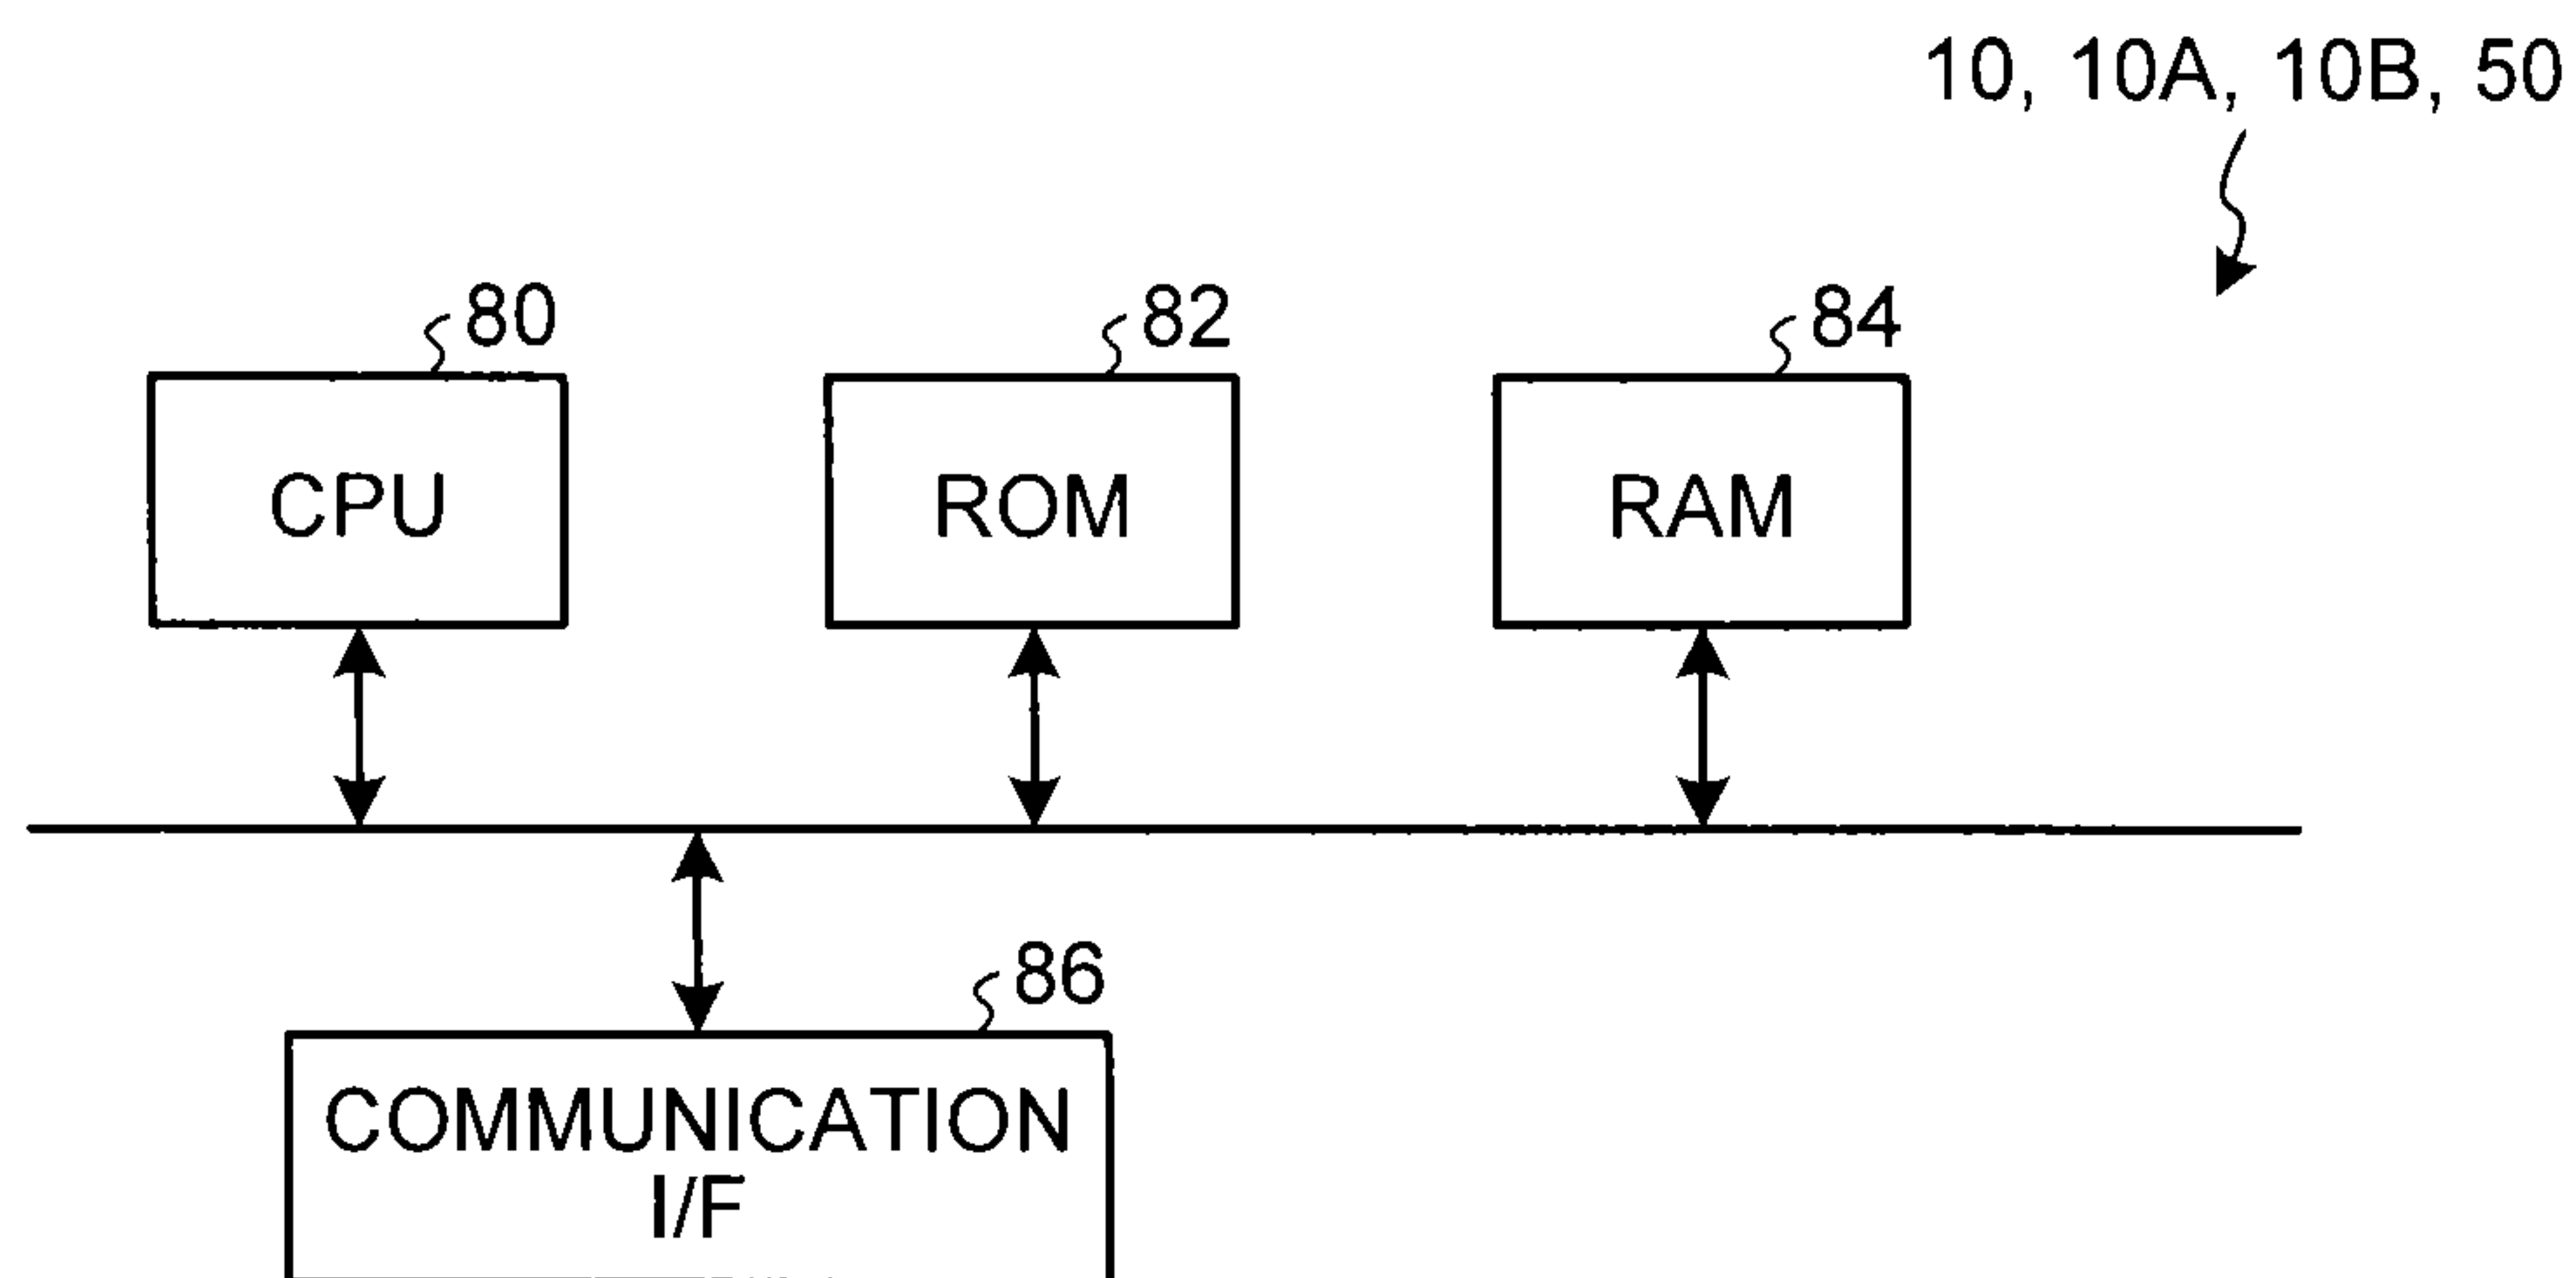 10, 10A, 10B, 50
80
82
84
CPU
ROM
RAM
86
COMMUNICATION
I/F